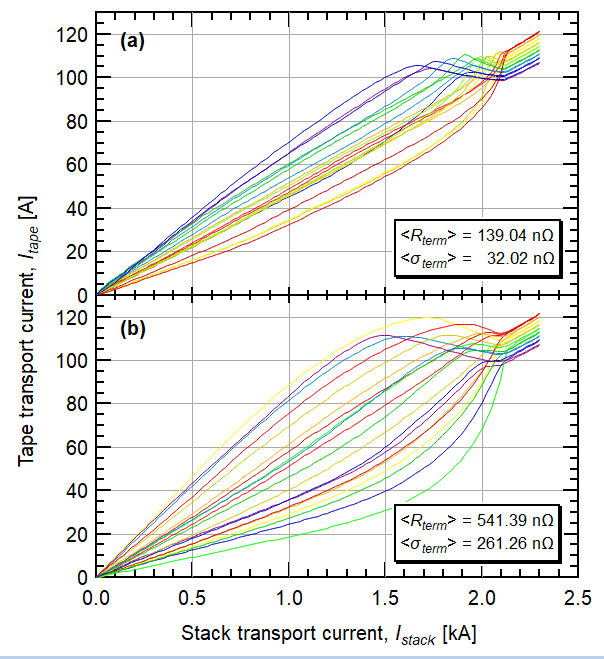 120
(a)
100
80
60
40
<R_term> = 139.04 nΩ
20
<σ_term> = 32.02 nΩ
0
Tape transport current, I_tape [A]
120
(b)
100
80
60
40
<R_term> = 541.39 nΩ
20
<σ_term> = 261.26 nΩ
0
0.0 0.5 1.0 1.5 2.0 2.5
Stack transport current, I_stack [kA]